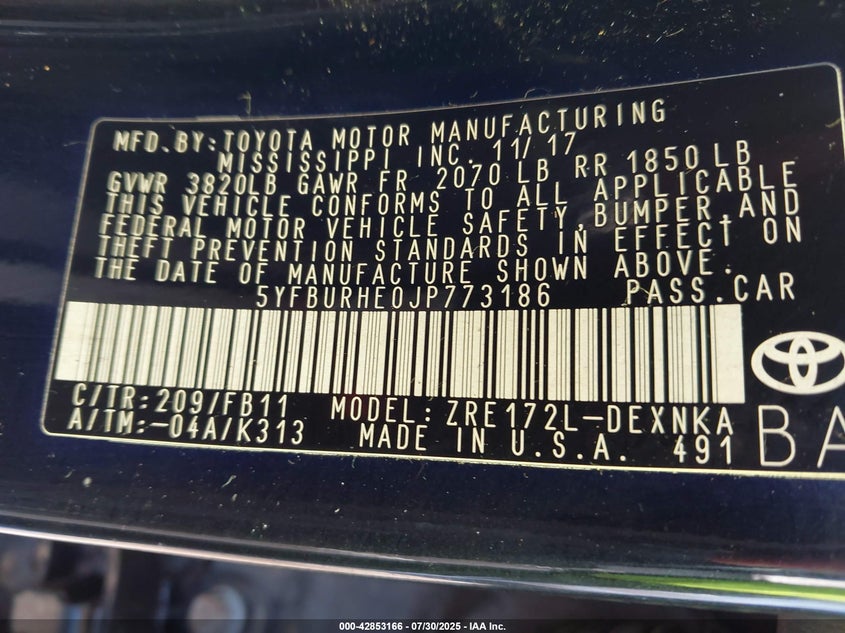 MFD.BY:TOYOTA MOTOR MANUFACTURING
MISSISSIPPI INC. 11/17
GVWR 3820LB GAWR FR 2070 LB RR 1850 LB
THIS VEHICLE CONFORMS TO ALL APPLICABLE
FEDERAL MOTOR VEHICLE SAFETY,BUMPER,AND
THEFT PREVENTION STANDARDS IN EFFECT ON
THE DATE OF MANUFACTURE SHOWN ABOVE.
5YFBURHE0JP773186 PASS.CAR
C/TR:209/FB11 MODEL:ZRE172L-DEXNKA
A/TM:-04A/K313 MADE IN U.S.A. 491
BA
000-42853166 - 07/30/2025 - IAA Inc.